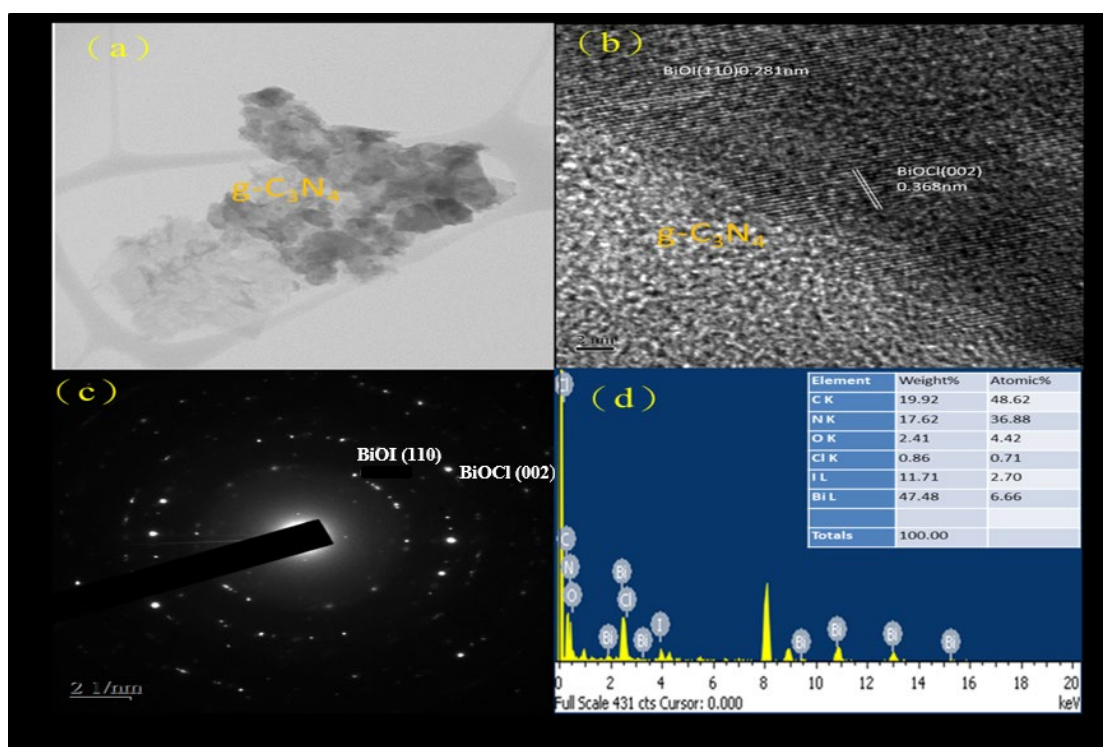 （a）
g-C₃N₄
（b）
BiOI(110)0.281nm
BiOCl(002)
0.368nm
g-C₃N₄
2 nm
（c）
BiOI (110)
BiOCl (002)
2 1/nm
（d）
Element Weight% Atomic%
C K 19.92 48.62
N K 17.62 36.88
O K 2.41 4.42
Cl K 0.86 0.71
I L 11.71 2.70
Bi L 47.48 6.66
Totals 100.00
C
N
O
Bi
Cl
Bi
Bi
I
Bi
Bi
Bi
Bi
0 2 4 6 8 10 12 14 16 18 20
Full Scale 431 cts Cursor: 0.000 keV